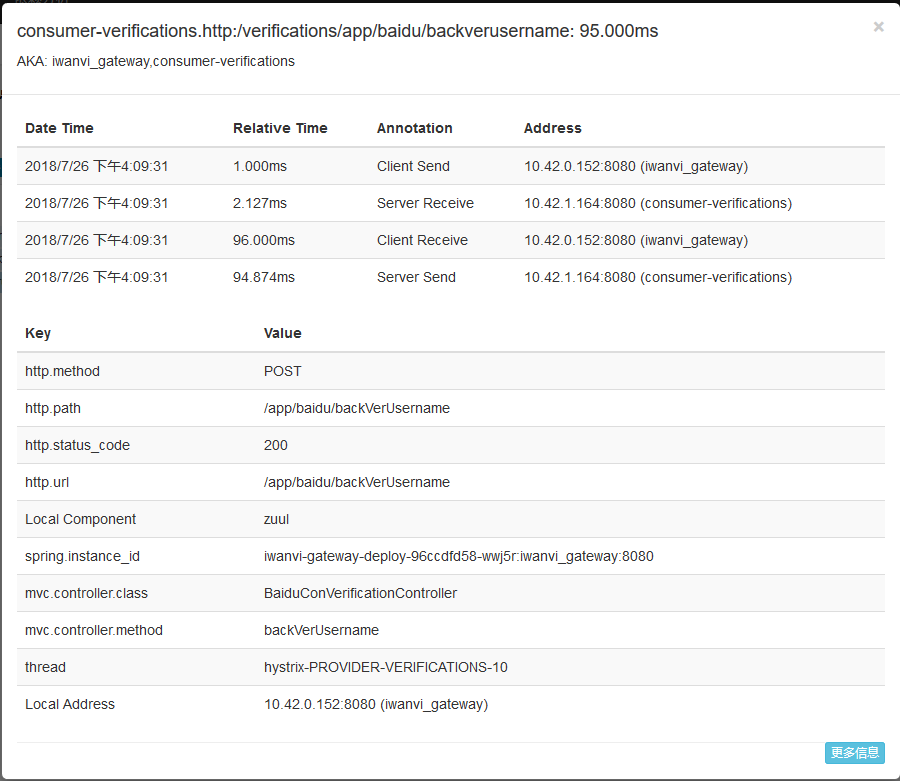 consumer-verifications.http:/verifications/app/baidu/backverusername: 95.000ms
×
AKA: iwanvi_gateway,consumer-verifications
Date Time Relative Time Annotation Address
2018/7/26 下午4:09:31 1.000ms Client Send 10.42.0.152:8080 (iwanvi_gateway)
2018/7/26 下午4:09:31 2.127ms Server Receive 10.42.1.164:8080 (consumer-verifications)
2018/7/26 下午4:09:31 96.000ms Client Receive 10.42.0.152:8080 (iwanvi_gateway)
2018/7/26 下午4:09:31 94.874ms Server Send 10.42.1.164:8080 (consumer-verifications)
Key Value
http.method POST
http.path /app/baidu/backVerUsername
http.status_code 200
http.url /app/baidu/backVerUsername
Local Component zuul
spring.instance_id iwanvi-gateway-deploy-96ccdfd58-wwj5r:iwanvi_gateway:8080
mvc.controller.class BaiduConVerificationController
mvc.controller.method backVerUsername
thread hystrix-PROVIDER-VERIFICATIONS-10
Local Address 10.42.0.152:8080 (iwanvi_gateway)
更多信息